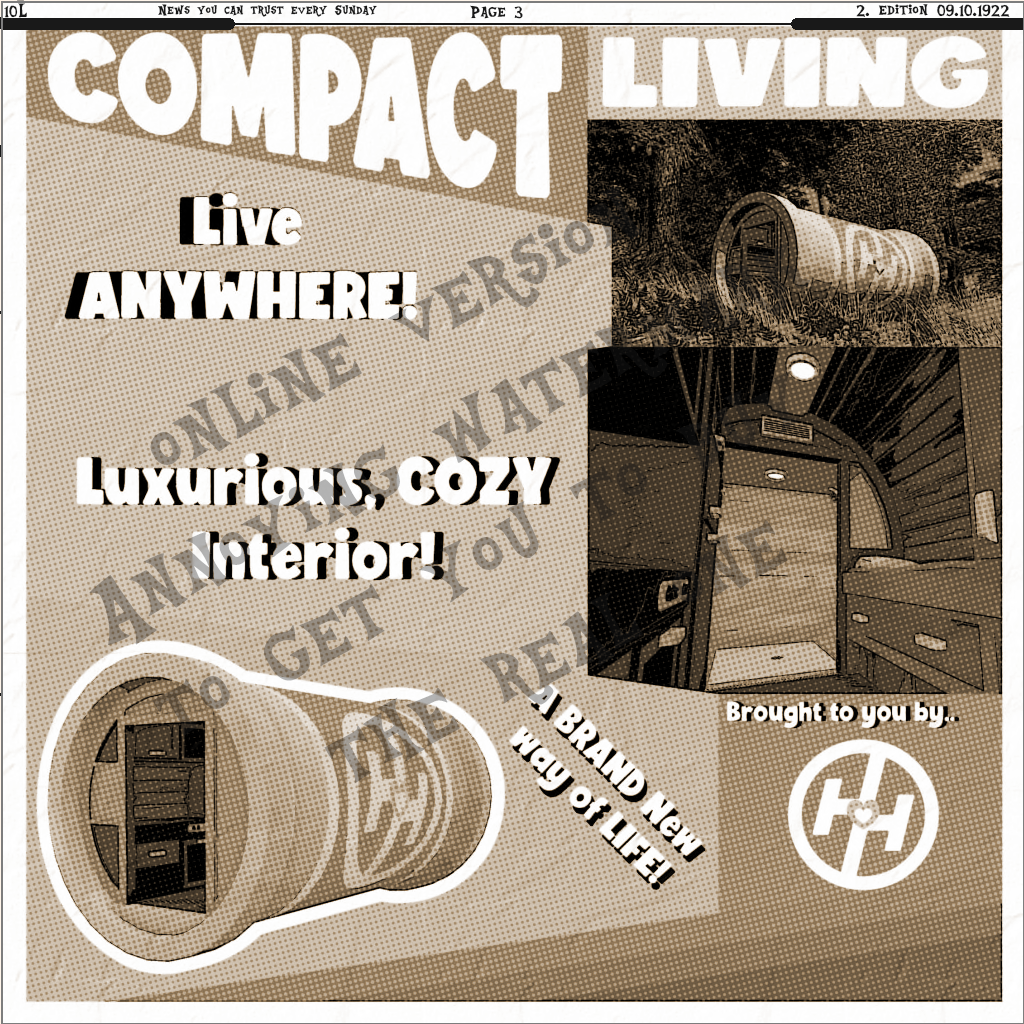 10L
News you can trust every Sunday
PAGE 3
2. Edition 09.10.1922
COMPACT
LIVING
Live
ANYWHERE!
Luxurious, COZY
Interior!
A BRAND New
Way of LIFE!
Brought to you by..
HH
Online Version
Annoying Watermark
To Get You To
The Real One